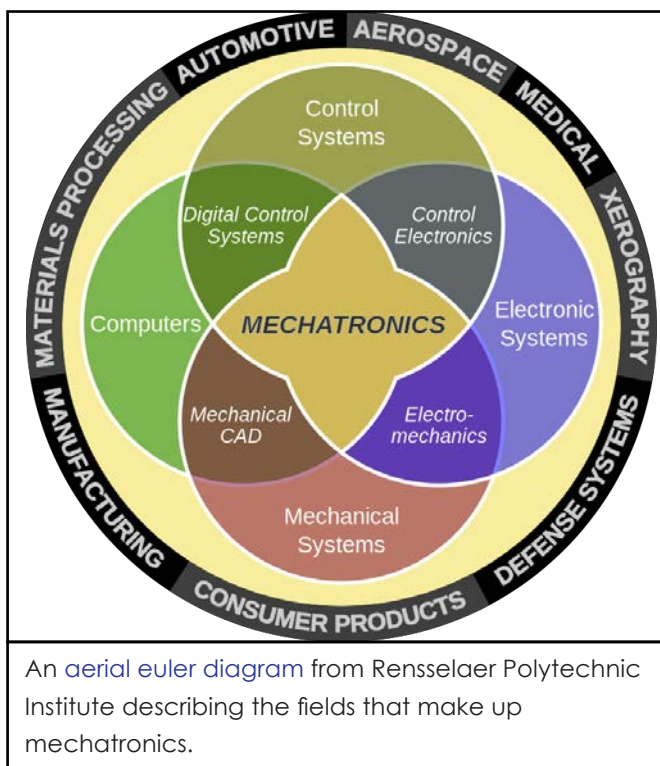 AUTOMOTIVE
AEROSPACE
MEDICAL
XEROGRAPHY
DEFENSE SYSTEMS
CONSUMER PRODUCTS
MANUFACTURING
MATERIALS PROCESSING
Control
Systems
Digital Control
Systems
Control
Electronics
Computers
MECHATRONICS
Electronic
Systems
Mechanical
CAD
Electro-
mechanics
Mechanical
Systems
An aerial euler diagram from Rensselaer Polytechnic
Institute describing the fields that make up
mechatronics.